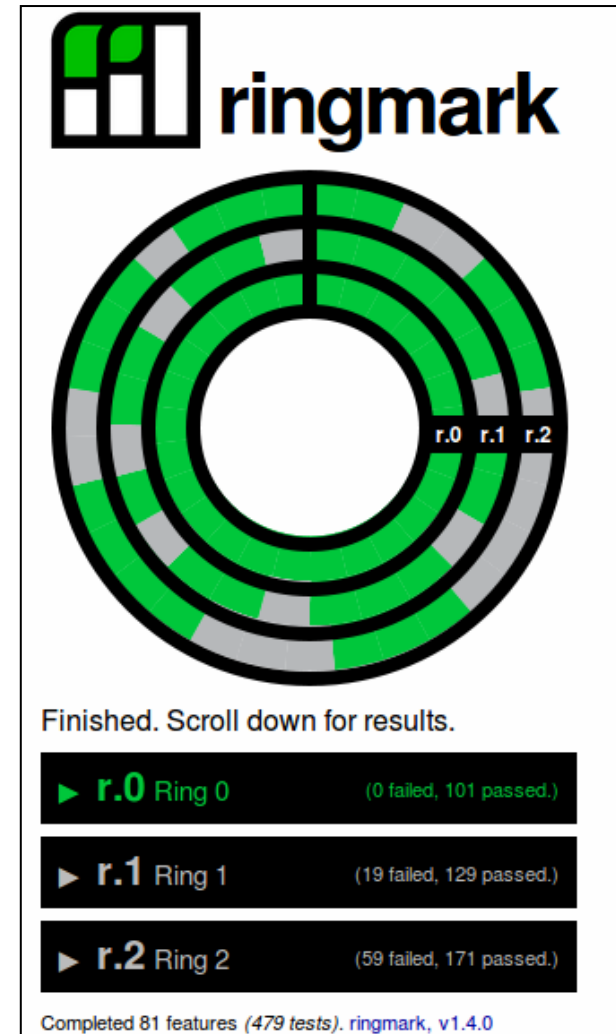 ringmark
r.0 r.1 r.2
Finished. Scroll down for results.
▶ r.0 Ring 0 (0 failed, 101 passed.)
▶ r.1 Ring 1 (19 failed, 129 passed.)
▶ r.2 Ring 2 (59 failed, 171 passed.)
Completed 81 features (479 tests). ringmark, v1.4.0